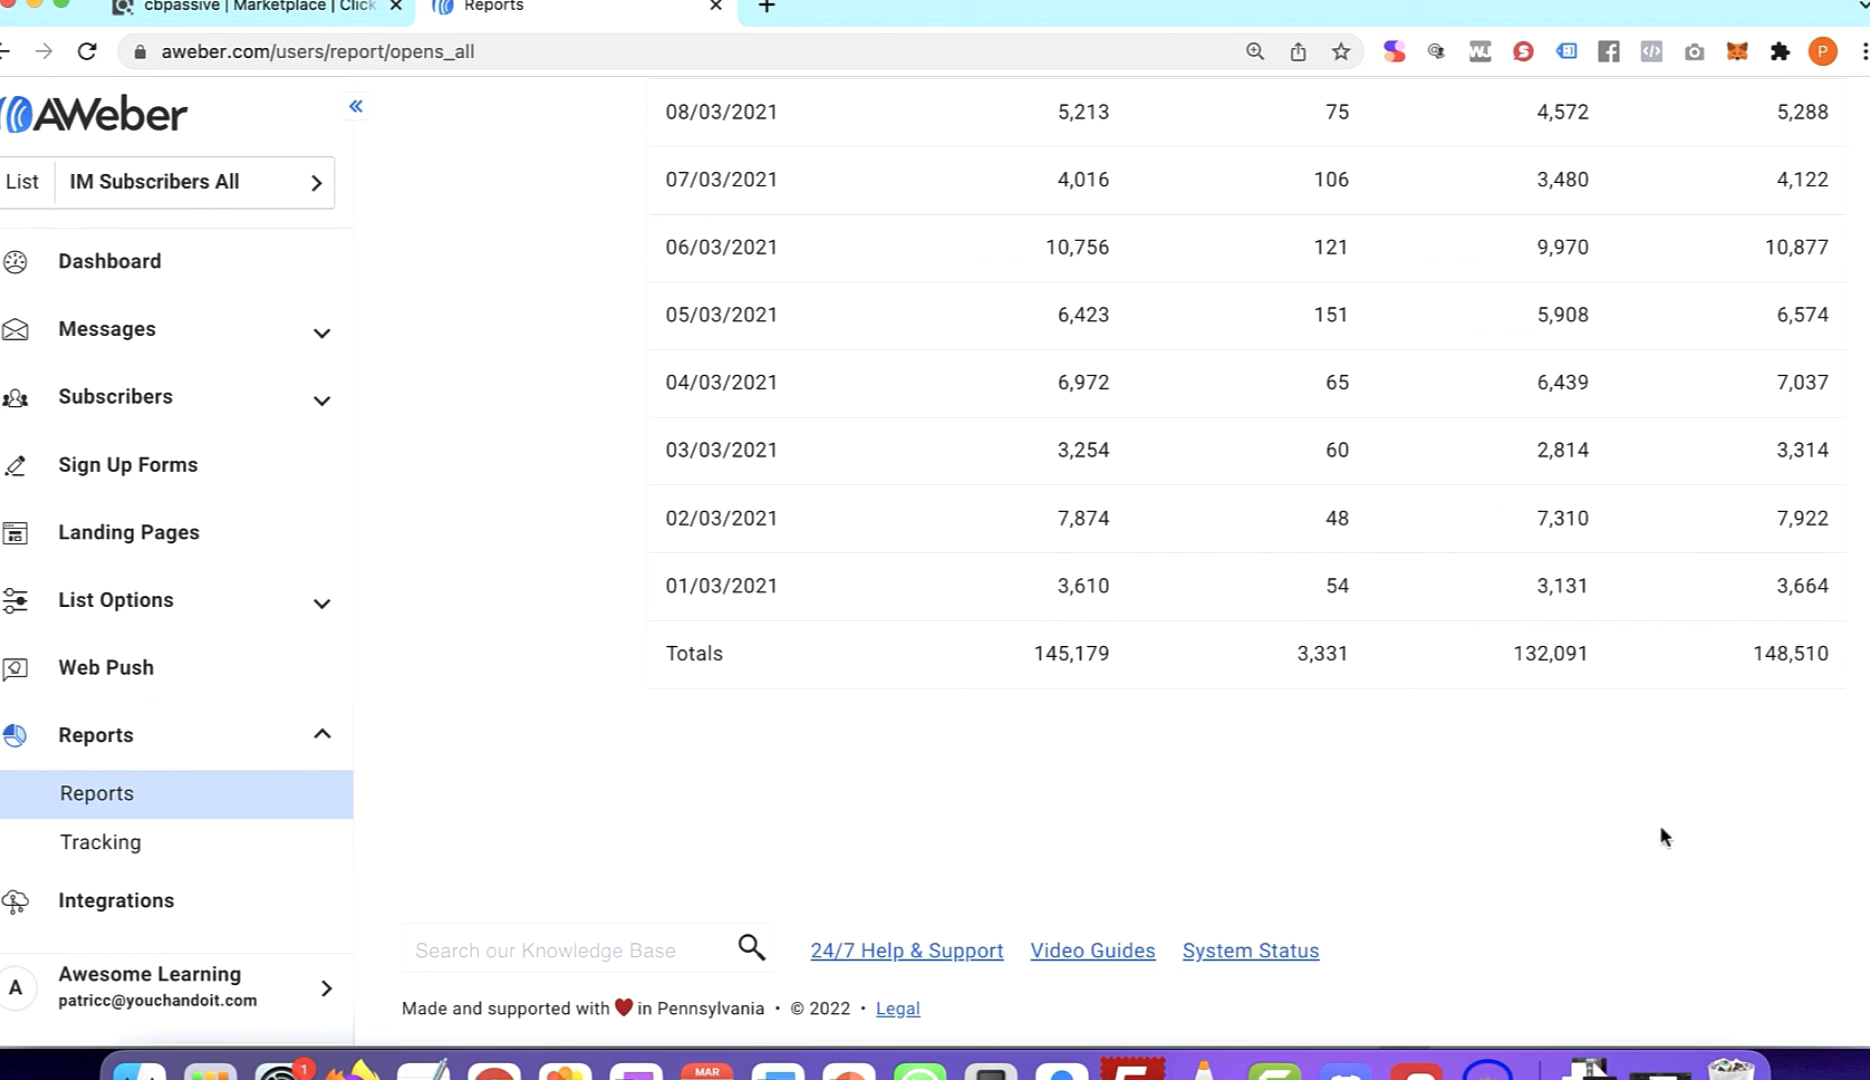 cbpassive | Marketplace | Click
Reports
aweber.com/users/report/opens_all
P
AWeber
List IM Subscribers All
08/03/2021 5,213 75 4,572 5,288
07/03/2021 4,016 106 3,480 4,122
06/03/2021 10,756 121 9,970 10,877
05/03/2021 6,423 151 5,908 6,574
04/03/2021 6,972 65 6,439 7,037
03/03/2021 3,254 60 2,814 3,314
02/03/2021 7,874 48 7,310 7,922
01/03/2021 3,610 54 3,131 3,664
Totals 145,179 3,331 132,091 148,510
Dashboard
Messages
Subscribers
Sign Up Forms
Landing Pages
List Options
Web Push
Reports
Reports
Tracking
Integrations
A
Awesome Learning
patricc@youchandoit.com
Search our Knowledge Base
24/7 Help & Support Video Guides System Status
Made and supported with ❤ in Pennsylvania · © 2022 · Legal
1
MAR